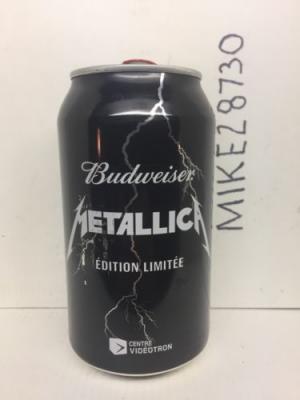 Budweiser
METALLICA
ÉDITION LIMITÉE
CENTRE
VIDÉOTRON
MIKE28730